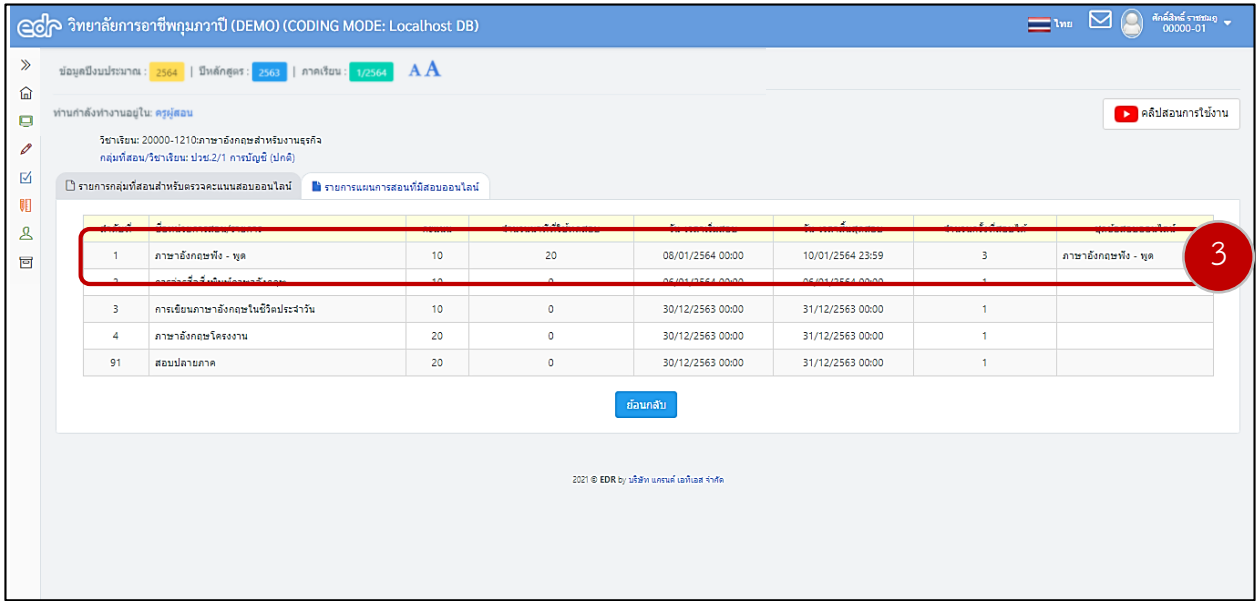 edr วิทยาลัยการอาชีพกุมภวาปี (DEMO) (CODING MODE: Localhost DB) ไทย ศักดิ์สิทธิ์ ราชชมภู
00000-01
ข้อมูลปีงบประมาณ : 2564 | ปีหลักสูตร : 2563 | ภาคเรียน : 1/2564 A A
ท่านกำลังทำงานอยู่ใน: ครูผู้สอน คลิปสอนการใช้งาน
วิชาเรียน: 20000-1210:ภาษาอังกฤษสำหรับงานธุรกิจ
กลุ่มที่สอน/วิชาเรียน: ปวช.2/1 การบัญชี (ปกติ)
รายการกลุ่มที่สอนสำหรับตรวจคะแนนสอบออนไลน์ รายการแผนการสอนที่มีสอบออนไลน์
1 ภาษาอังกฤษฟัง - พูด 10 20 08/01/2564 00:00 10/01/2564 23:59 3 ภาษาอังกฤษฟัง - พูด 3
3 การเขียนภาษาอังกฤษในชีวิตประจำวัน 10 0 30/12/2563 00:00 31/12/2563 00:00 1
4 ภาษาอังกฤษโครงงาน 20 0 30/12/2563 00:00 31/12/2563 00:00 1
91 สอบปลายภาค 20 0 30/12/2563 00:00 31/12/2563 00:00 1
ย้อนกลับ
2021 © EDR by บริษัท แกรนด์ เอทีเอส จำกัด